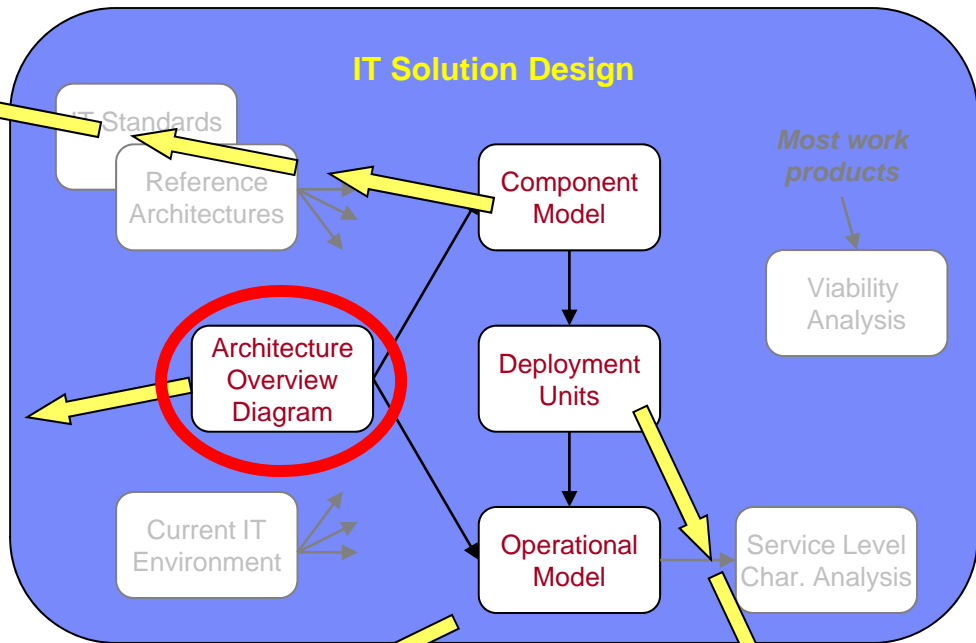 IT Solution Design
IT Standards
Reference
Architectures
Component
Model
Most work
products
Viability
Analysis
Architecture
Overview
Diagram
Deployment
Units
Current IT
Environment
Operational
Model
Service Level
Char. Analysis